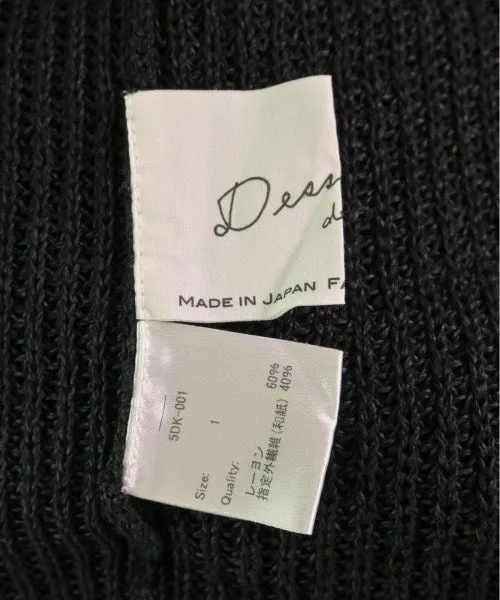 Dess
d
MADE IN JAPAN FA
5DK-001
Size: 1
Quality:
レーヨン 60%
指定外繊維(和紙) 40%